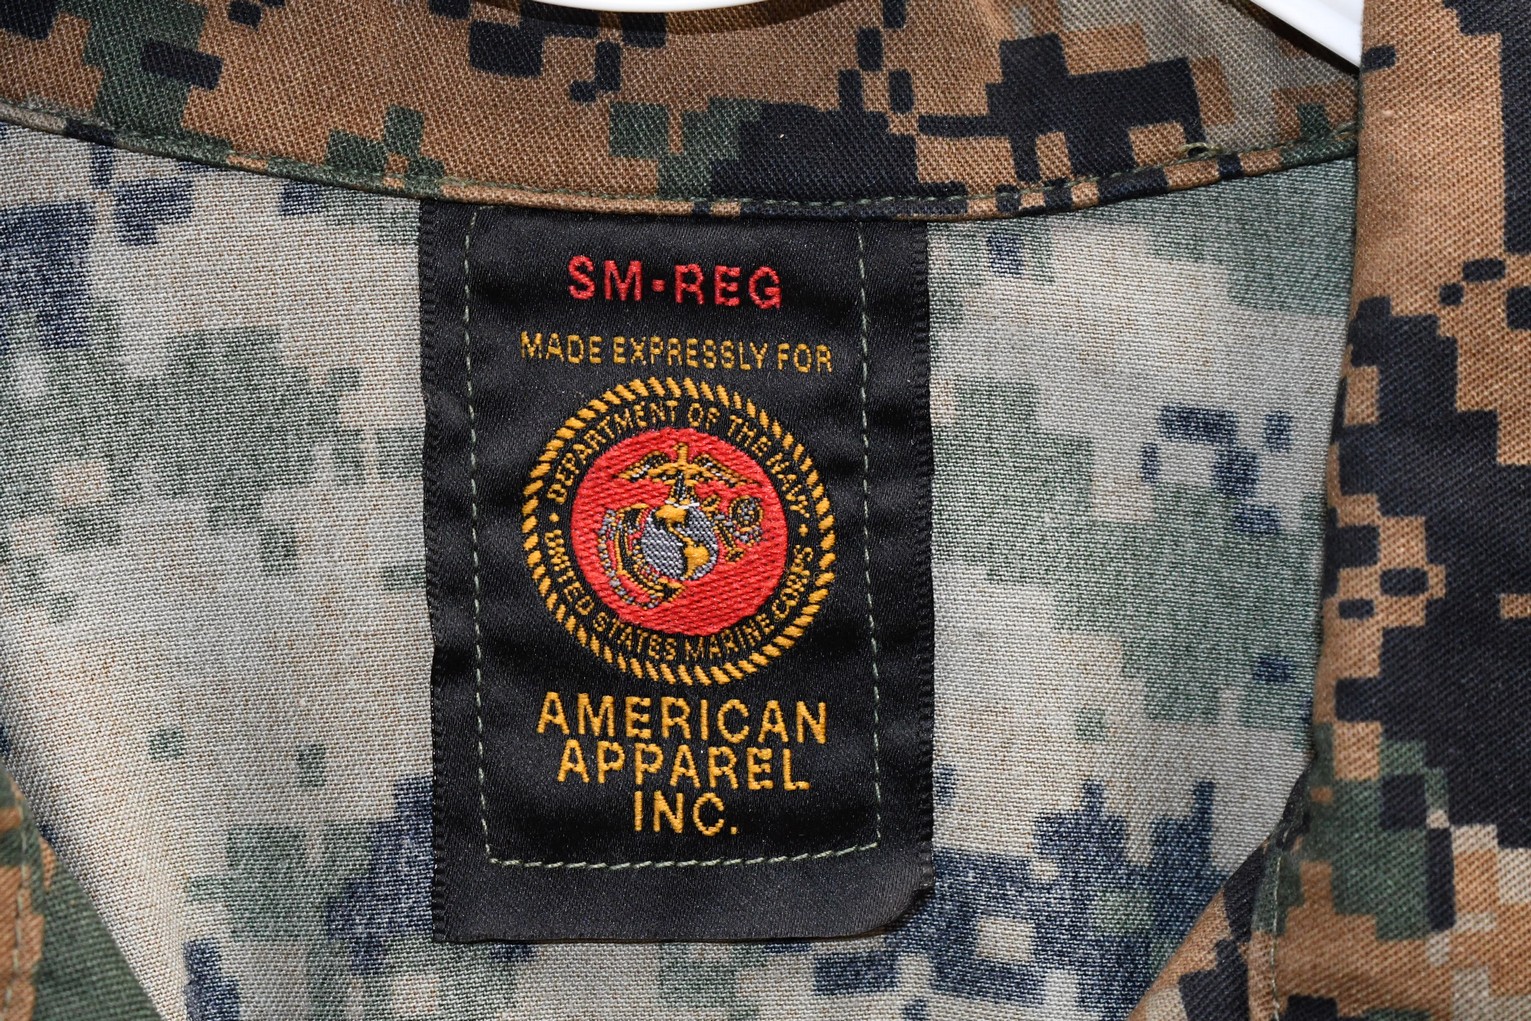 SM-REG
MADE EXPRESSLY FOR
DEPARTMENT OF THE NAVY
UNITED STATES MARINE CORPS
AMERICAN
APPAREL
INC.